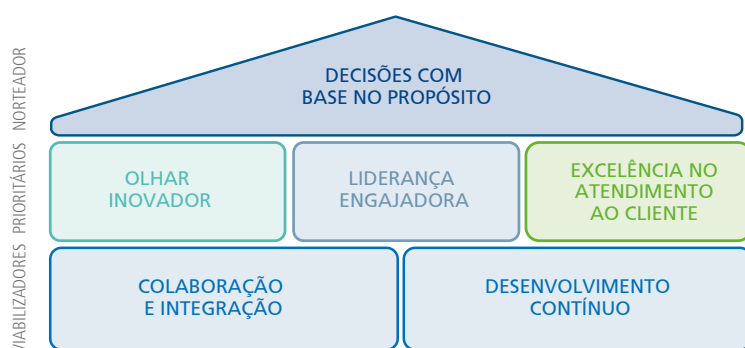 NORTEADOR
DECISÕES COM
BASE NO PROPÓSITO
PRIORITÁRIOS
OLHAR
INOVADOR
LIDERANÇA
ENGAJADORA
EXCELÊNCIA NO
ATENDIMENTO
AO CLIENTE
VIABILIZADORES
COLABORAÇÃO
E INTEGRAÇÃO
DESENVOLVIMENTO
CONTÍNUO